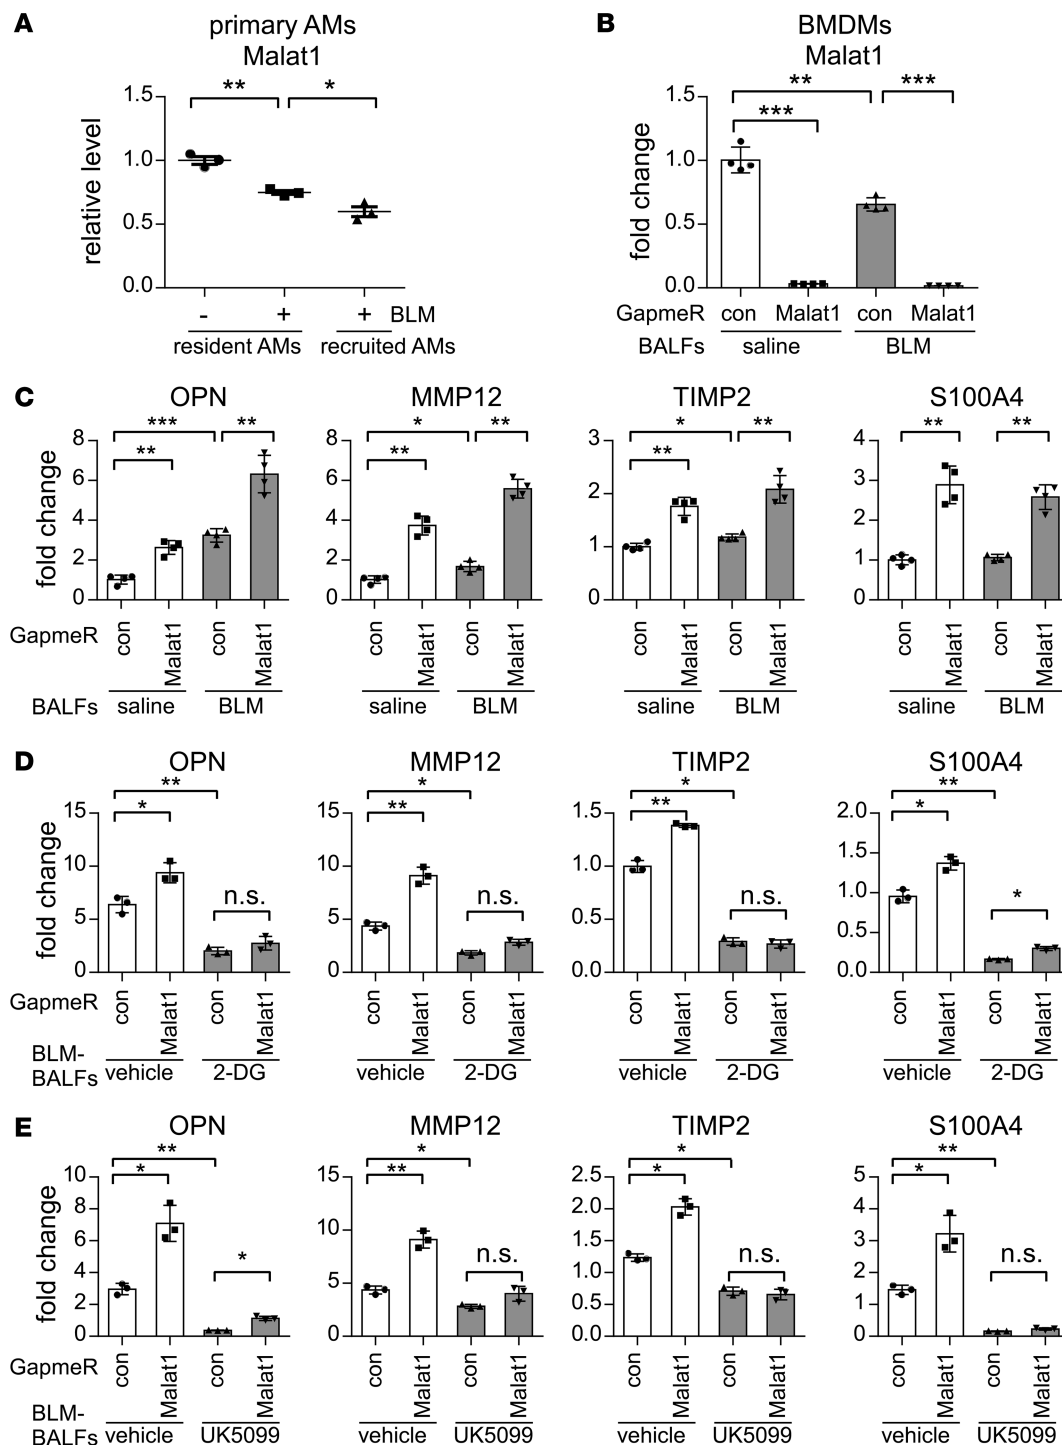 A
primary AMs
Malat1
** *
relative level
1.5
1.0
0.5
0.0
- + + BLM
resident AMs recruited AMs
B
BMDMs
Malat1
** ***
***
fold change
1.5
1.0
0.5
0.0
GapmeR con Malat1 con Malat1
BALFs saline BLM
C
OPN MMP12 TIMP2 S100A4
*** ** * ** * ** ** **
** ** **
fold change
8 8 3 4
6 6 3
4 4 2 2
2 2 1 1
0 0 0 0
GapmeR con Malat1 con Malat1 con Malat1 con Malat1 con Malat1 con Malat1 con Malat1 con Malat1
BALFs saline BLM saline BLM saline BLM saline BLM
D
OPN MMP12 TIMP2 S100A4
** * * **
* ** ** *
n.s. n.s. n.s. *
fold change
15 15 1.5 2.0
10 10 1.0 1.5
5 5 0.5 1.0
0.5
0 0 0.0 0.0
GapmeR con Malat1 con Malat1 con Malat1 con Malat1 con Malat1 con Malat1 con Malat1 con Malat1
BLM-
BALFs vehicle 2-DG vehicle 2-DG vehicle 2-DG vehicle 2-DG
E
OPN MMP12 TIMP2 S100A4
** * * **
* ** * *
* n.s. n.s. n.s.
fold change
10 15 2.5 5
8 2.0 4
6 10 1.5 3
4 1.0 2
2 5 0.5 1
0 0 0.0 0
GapmeR con Malat1 con Malat1 con Malat1 con Malat1 con Malat1 con Malat1 con Malat1 con Malat1
BLM-
BALFs vehicle UK5099 vehicle UK5099 vehicle UK5099 vehicle UK5099